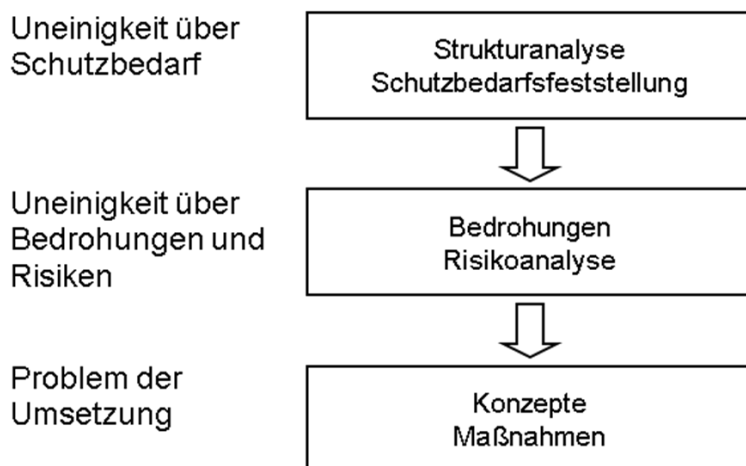 Uneinigkeit über
Schutzbedarf
Strukturanalyse
Schutzbedarfsfeststellung
Uneinigkeit über
Bedrohungen und
Risiken
Bedrohungen
Risikoanalyse
Problem der
Umsetzung
Konzepte
Maßnahmen